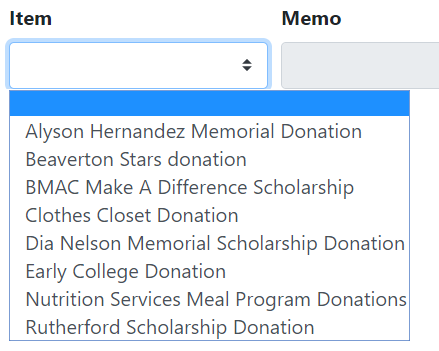 Item Memo
Alyson Hernandez Memorial Donation
Beaverton Stars donation
BMAC Make A Difference Scholarship
Clothes Closet Donation
Dia Nelson Memorial Scholarship Donation
Early College Donation
Nutrition Services Meal Program Donations
Rutherford Scholarship Donation